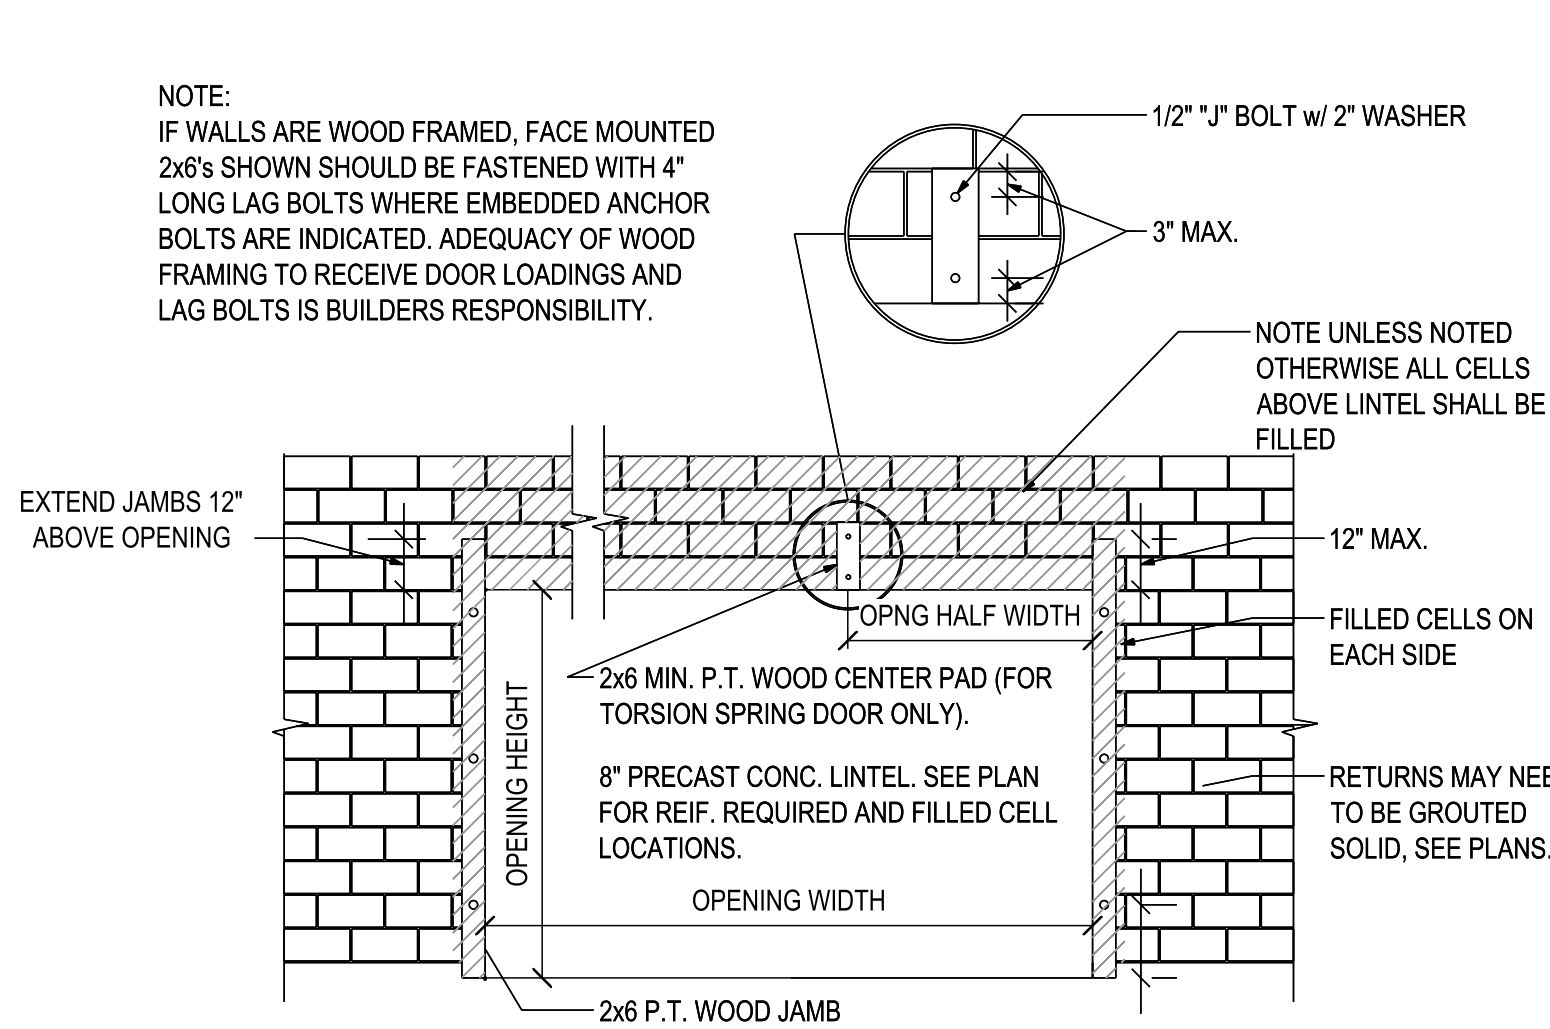 NOTE:
IF WALLS ARE WOOD FRAMED, FACE MOUNTED
2x6's SHOWN SHOULD BE FASTENED WITH 4"
LONG LAG BOLTS WHERE EMBEDDED ANCHOR
BOLTS ARE INDICATED. ADEQUACY OF WOOD
FRAMING TO RECEIVE DOOR LOADINGS AND
LAG BOLTS IS BUILDERS RESPONSIBILITY.
1/2" "J" BOLT w/ 2" WASHER
3" MAX.
NOTE UNLESS NOTED
OTHERWISE ALL CELLS
ABOVE LINTEL SHALL BE
FILLED
EXTEND JAMBS 12"
ABOVE OPENING
12" MAX.
OPNG HALF WIDTH
FILLED CELLS ON
EACH SIDE
2x6 MIN. P.T. WOOD CENTER PAD (FOR
TORSION SPRING DOOR ONLY).
OPENING HEIGHT
8" PRECAST CONC. LINTEL. SEE PLAN
FOR REIF. REQUIRED AND FILLED CELL
LOCATIONS.
RETURNS MAY
TO BE GROUTED
SOLID, SEE PLANS.
OPENING WIDTH
2x6 P.T. WOOD JAMB